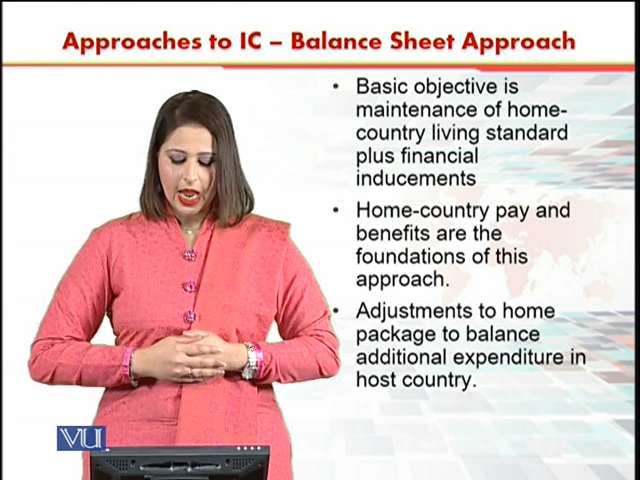 Approaches to IC – Balance Sheet Approach
• Basic objective is
maintenance of home-
country living standard
plus financial
inducements
• Home-country pay and
benefits are the
foundations of this
approach.
• Adjustments to home
package to balance
additional expenditure in
host country.
VU